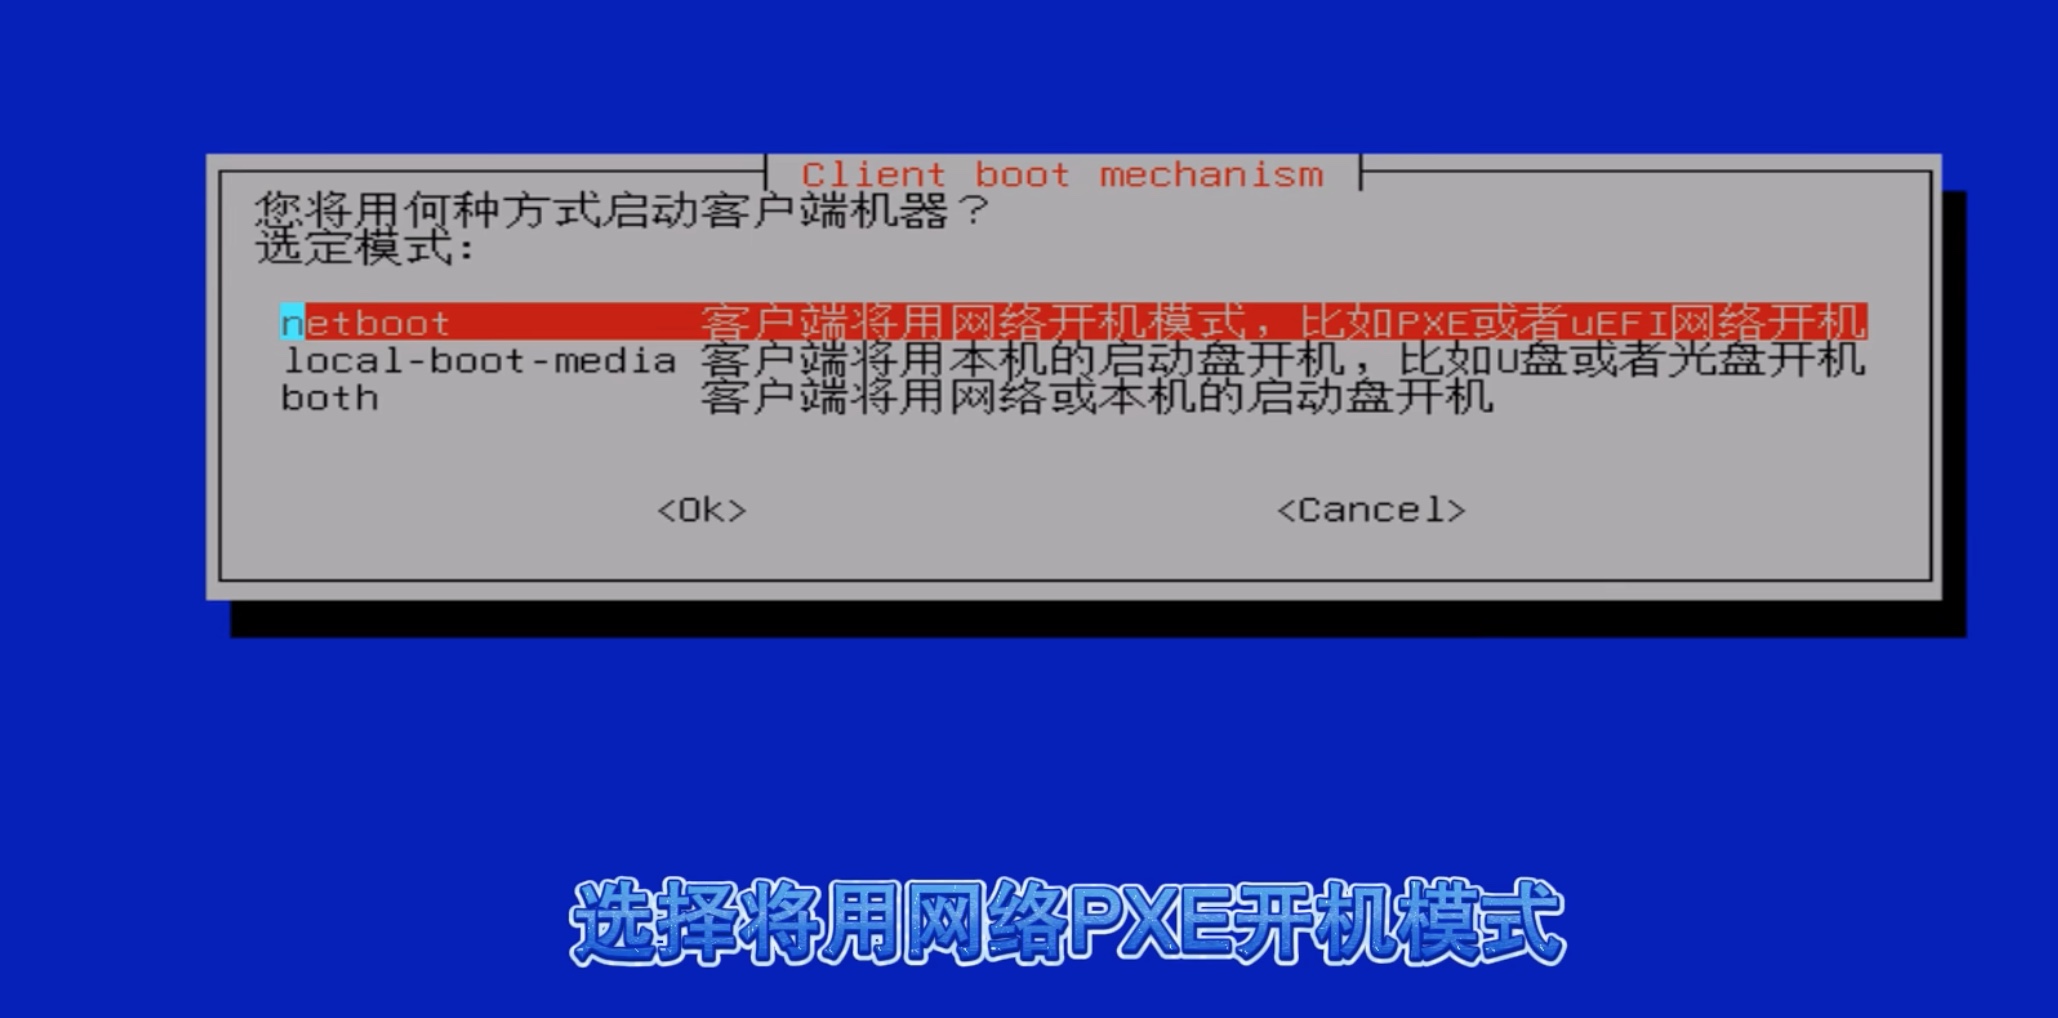 Client boot mechanism
您将用何种方式启动客户端机器？
选定模式：
netboot 客户端将用网络开机模式，比如PXE或者uEFI网络开机
local-boot-media 客户端将用本机的启动盘开机，比如U盘或者光盘开机
both 客户端将用网络或本机的启动盘开机
<Ok> <Cancel>
选择将用网络PXE开机模式